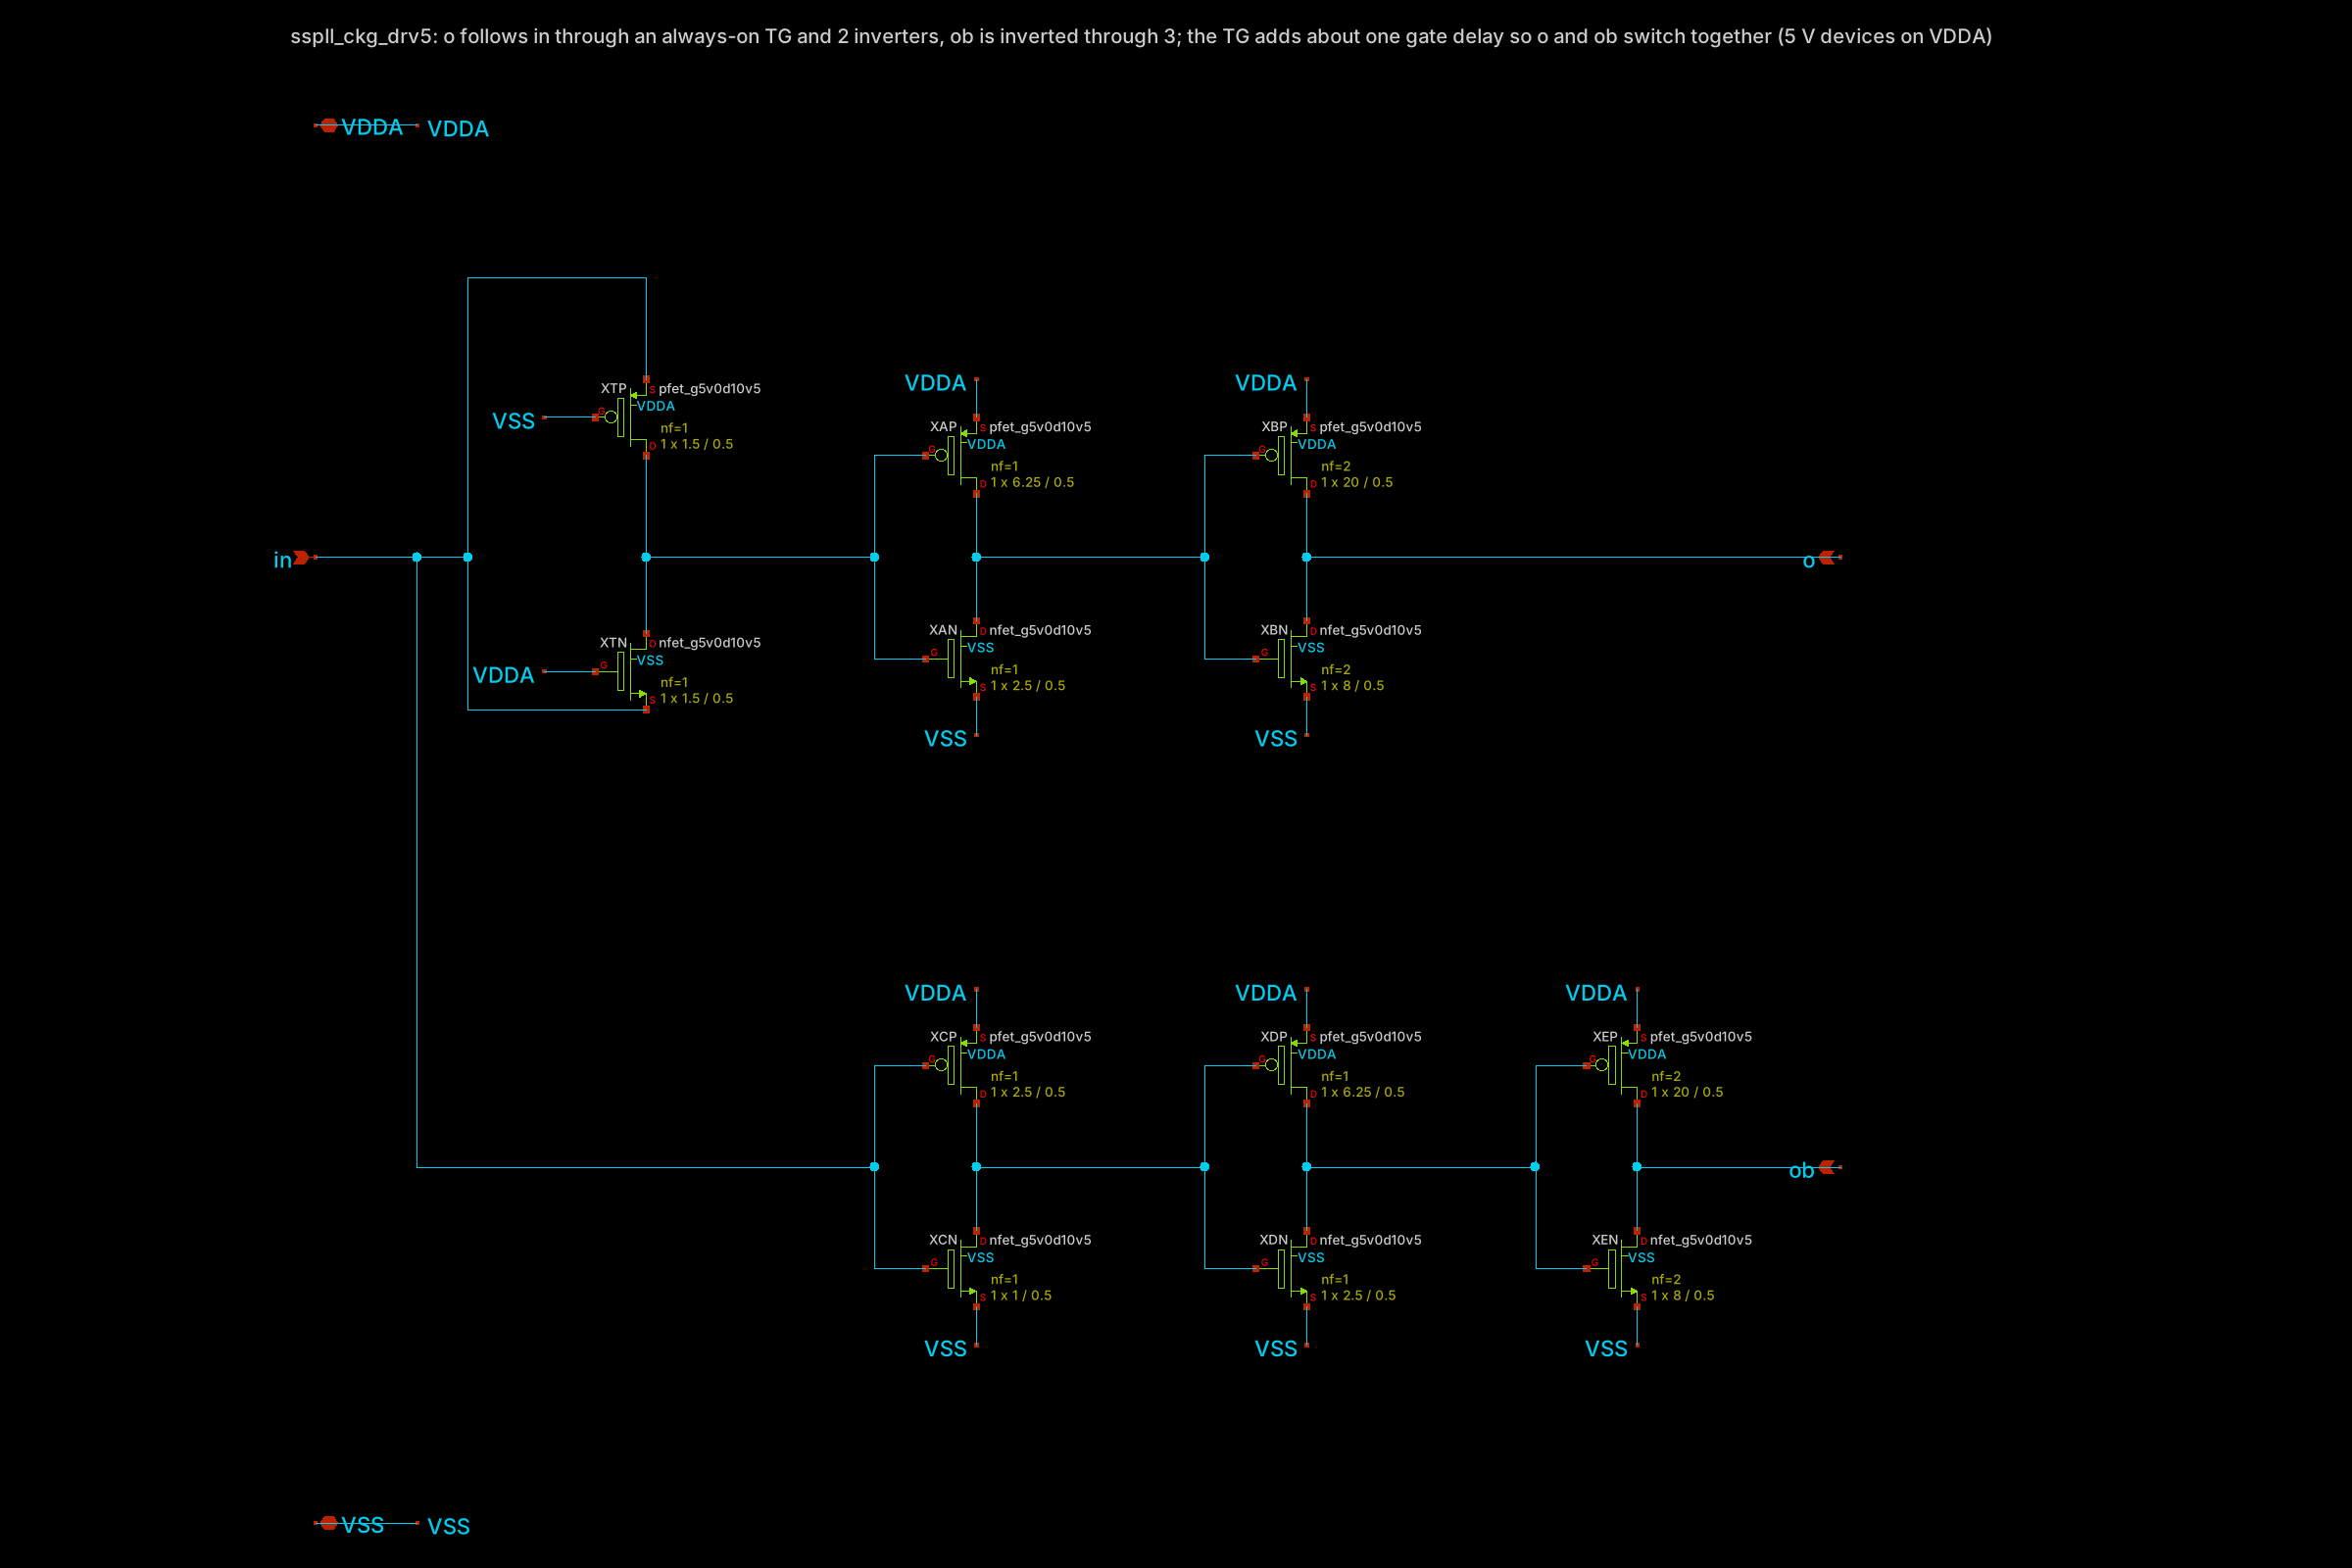 sspll_ckg_drv5: o follows in through an always-on TG and 2 inverters, ob is inverted through 3; the TG adds about one gate delay so o and ob switch together (5 V devices on VDDA)
VDDA VDDA
XTP S pfet_g5v0d10v5
VDDA
VSS G
nf=1
D 1 x 1.5 / 0.5
VDDA
XAP S pfet_g5v0d10v5
VDDA
G
nf=1
D 1 x 6.25 / 0.5
VDDA
XBP S pfet_g5v0d10v5
VDDA
G
nf=2
D 1 x 20 / 0.5
in
o
XTN D nfet_g5v0d10v5
VSS
VDDA G
nf=1
S 1 x 1.5 / 0.5
XAN D nfet_g5v0d10v5
VSS
G
nf=1
S 1 x 2.5 / 0.5
VSS
XBN D nfet_g5v0d10v5
VSS
G
nf=2
S 1 x 8 / 0.5
VSS
VDDA
XCP S pfet_g5v0d10v5
VDDA
G
nf=1
D 1 x 2.5 / 0.5
VDDA
XDP S pfet_g5v0d10v5
VDDA
G
nf=1
D 1 x 6.25 / 0.5
VDDA
XEP S pfet_g5v0d10v5
VDDA
G
nf=2
D 1 x 20 / 0.5
ob
XCN D nfet_g5v0d10v5
VSS
G
nf=1
S 1 x 1 / 0.5
VSS
XDN D nfet_g5v0d10v5
VSS
G
nf=1
S 1 x 2.5 / 0.5
VSS
XEN D nfet_g5v0d10v5
VSS
G
nf=2
S 1 x 8 / 0.5
VSS
VSS VSS